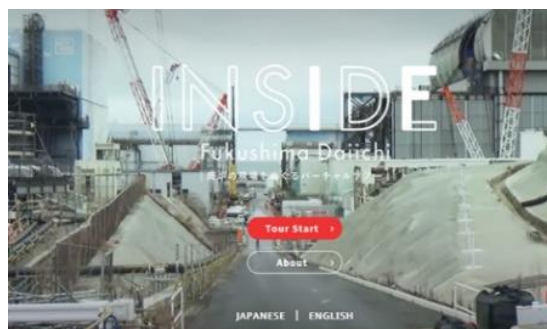 INSIDE
Fukushima Daiichi
Tour Start
About
JAPANESE | ENGLISH